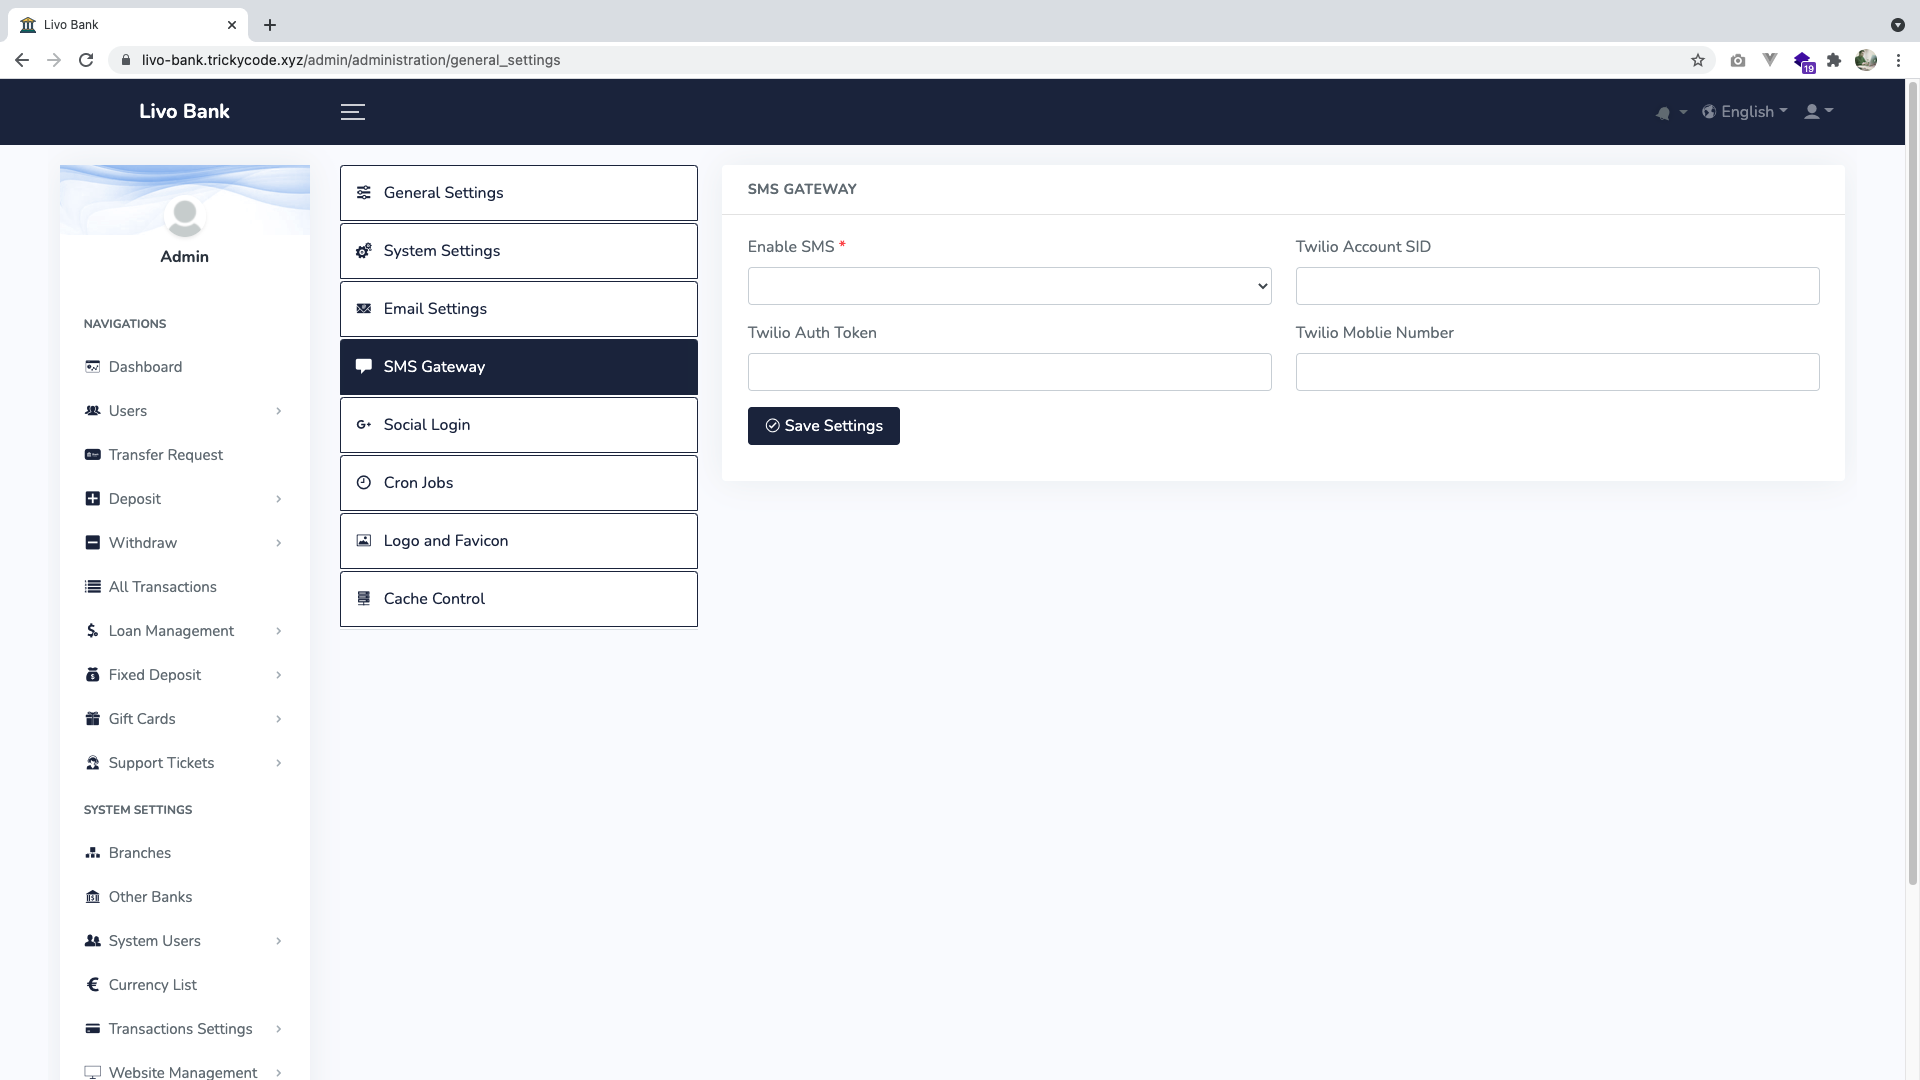 Livo Bank
livo-bank.trickycode.xyz/admin/administration/general_settings
19
Livo Bank
English
Admin
NAVIGATIONS
Dashboard
Users
Transfer Request
Deposit
Withdraw
All Transactions
Loan Management
Fixed Deposit
Gift Cards
Support Tickets
SYSTEM SETTINGS
Branches
Other Banks
System Users
Currency List
Transactions Settings
Website Management
General Settings
System Settings
Email Settings
SMS Gateway
Social Login
Cron Jobs
Logo and Favicon
Cache Control
SMS GATEWAY
Enable SMS *
Twilio Account SID
Twilio Auth Token
Twilio Moblie Number
Save Settings